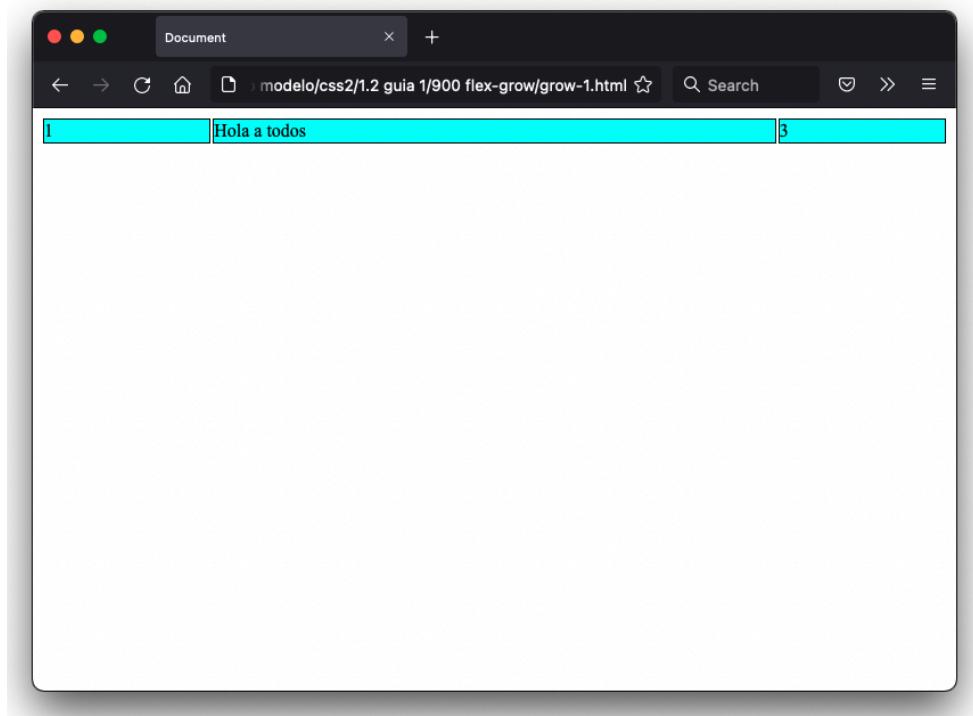 Document
modelo/css2/1.2 guia 1/900 flex-grow/grow-1.html
Search
1
Hola a todos
3